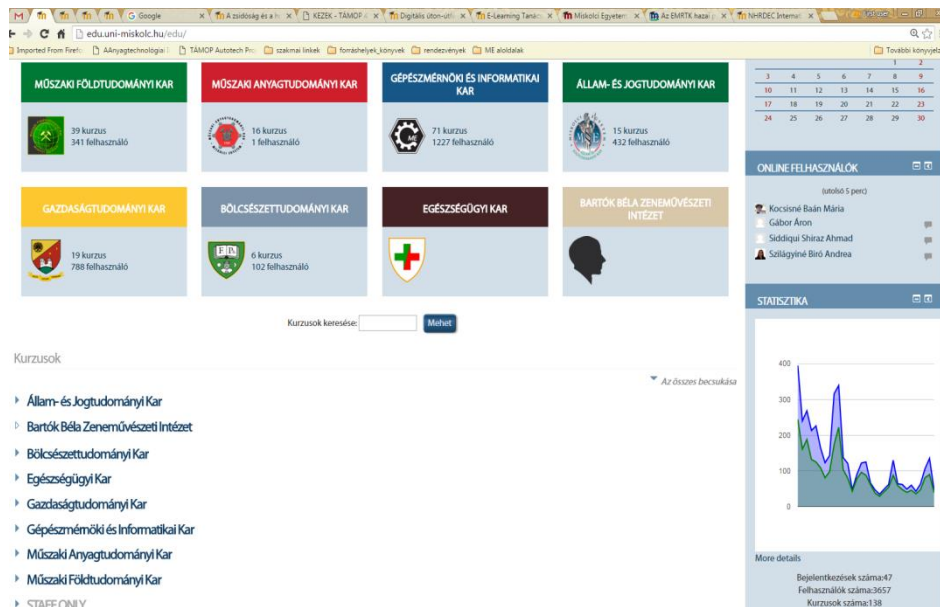 M
Google
A zsidóság és a h
KEZEK - TÁMOP
Digitális úton-útf
E-Learning Tanác
Miskolci Egyetem
Az EMRTK hazai
NHRDEC Internat
edu.uni-miskolc.hu/edu/
Imported From Firefo
TÁMOP Autotech Pro
szakmai linkek
forráshelyek_könyvek
rendezvények
ME aloldalak
További könyvjelz
MŰSZAKI FÖLDTUDOMÁNYI KAR
39 kurzus
341 felhasználó
MŰSZAKI ANYAGTUDOMÁNYI KAR
16 kurzus
1 felhasználó
GÉPÉSZMÉRNÖKI ÉS INFORMATIKAI
KAR
71 kurzus
1227 felhasználó
ÁLLAM- ÉS JOGTUDOMÁNYI KAR
15 kurzus
432 felhasználó
GAZDASÁGTUDOMÁNYI KAR
19 kurzus
788 felhasználó
BÖLCSÉSZETTUDOMÁNYI KAR
6 kurzus
102 felhasználó
EGÉSZSÉGÜGYI KAR
BARTÓK BÉLA ZENEMŰVÉSZETI
INTÉZET
Kurzusok keresése:
Mehet
Kurzusok
Az összes becsukása
Állam- és Jogtudományi Kar
Bartók Béla Zeneművészeti Intézet
Bölcsészettudományi Kar
Egészségügyi Kar
Gazdaságtudományi Kar
Gépészmérnöki és Informatikai Kar
Műszaki Anyagtudományi Kar
Műszaki Földtudományi Kar
STAFF ONLY
1 2
3 4 5 6 7 8 9
10 11 12 13 14 15 16
17 18 19 20 21 22 23
24 25 26 27 28 29 30
ONLINE FELHASZNÁLÓK
(utolsó 5 perc)
Kocsisné Baán Mária
Gábor Áron
Siddiqui Shiraz Ahmad
Szilágyiné Biró Andrea
STATISZTIKA
400
300
200
100
0
More details
Bejelentkezések száma:47
Felhasználók száma:3657
Kurzusok száma:138